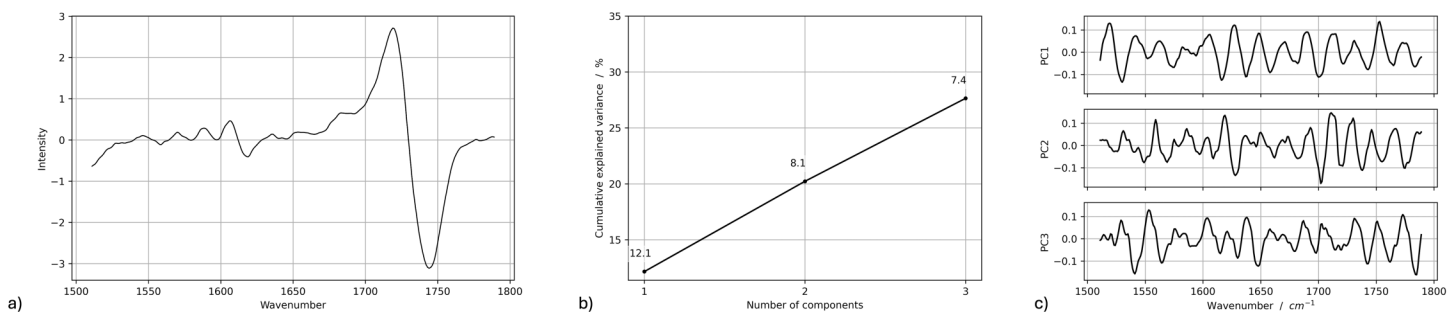 a)
Intensity
3
2
1
0
−1
−2
−3
1500 1550 1600 1650 1700 1750 1800
Wavenumber
b)
Cumulative explained variance / %
35
30
25
20
15
12.1
8.1
7.4
1 2 3
Number of components
c)
PC1
0.1
0.0
−0.1
PC2
0.1
0.0
−0.1
PC3
0.1
0.0
−0.1
1500 1550 1600 1650 1700 1750 1800
Wavenumber / cm⁻¹